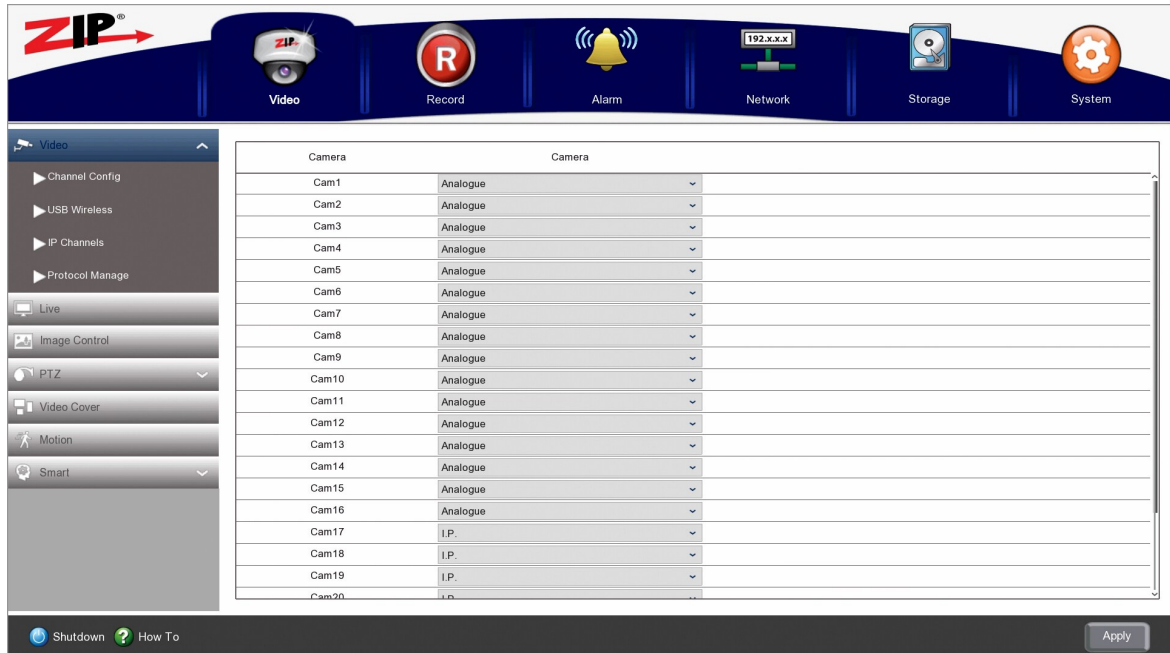 ZIP®
ZIP
R
192.x.x.x
Video Record Alarm Network Storage System
Video
Channel Config
USB Wireless
IP Channels
Protocol Manage
Live
Image Control
PTZ
Video Cover
Motion
Smart
Camera Camera
Cam1 Analogue
Cam2 Analogue
Cam3 Analogue
Cam4 Analogue
Cam5 Analogue
Cam6 Analogue
Cam7 Analogue
Cam8 Analogue
Cam9 Analogue
Cam10 Analogue
Cam11 Analogue
Cam12 Analogue
Cam13 Analogue
Cam14 Analogue
Cam15 Analogue
Cam16 Analogue
Cam17 I.P.
Cam18 I.P.
Cam19 I.P.
Cam20 I.P.
Shutdown ? How To Apply